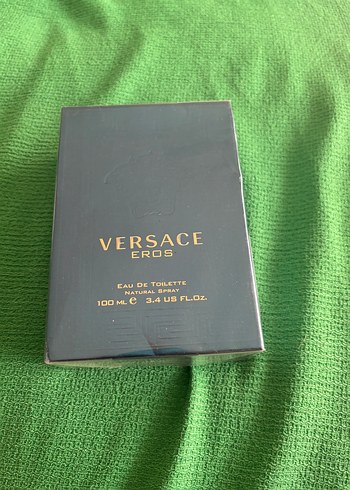 VERSACE
EROS
EAU DE TOILETTE
NATURAL SPRAY
100 ML ℮ 3.4 US FL.OZ.